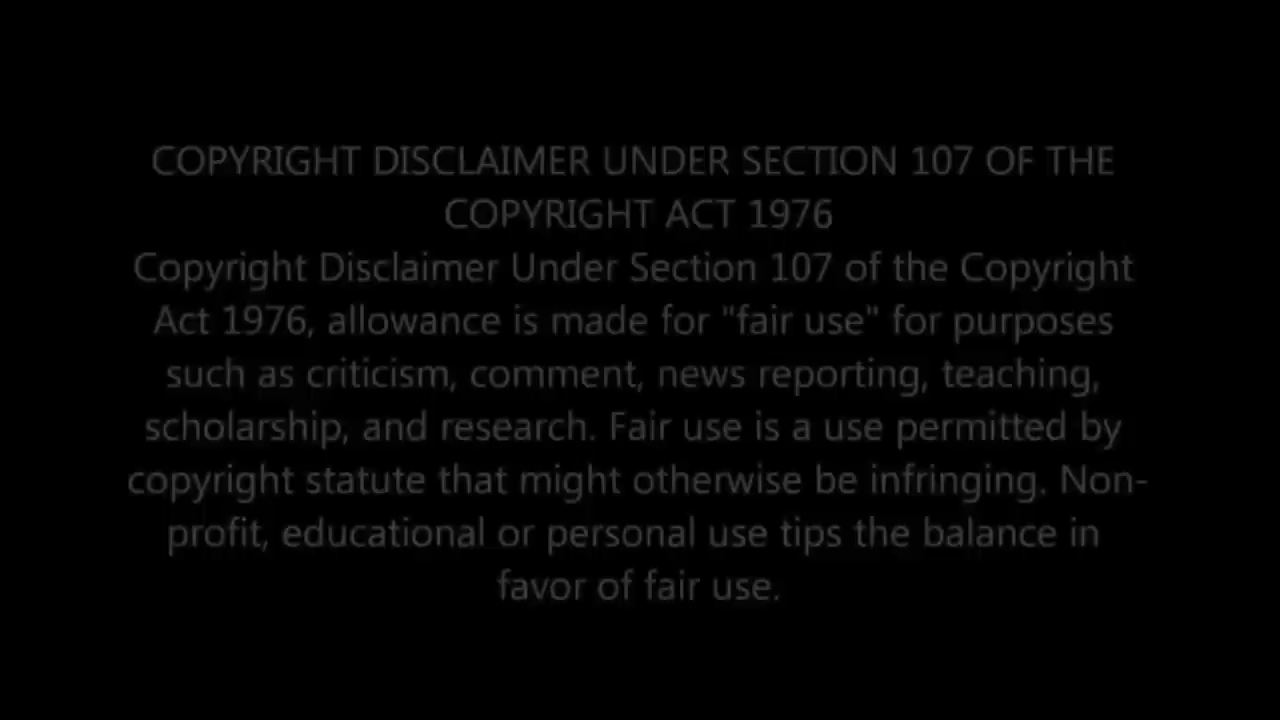 COPYRIGHT DISCLAIMER UNDER SECTION 107 OF THE
COPYRIGHT ACT 1976
Copyright Disclaimer Under Section 107 of the Copyright
Act 1976, allowance is made for "fair use" for purposes
such as criticism, comment, news reporting, teaching,
scholarship, and research. Fair use is a use permitted by
copyright statute that might otherwise be infringing. Non-
profit, educational or personal use tips the balance in
favor of fair use.